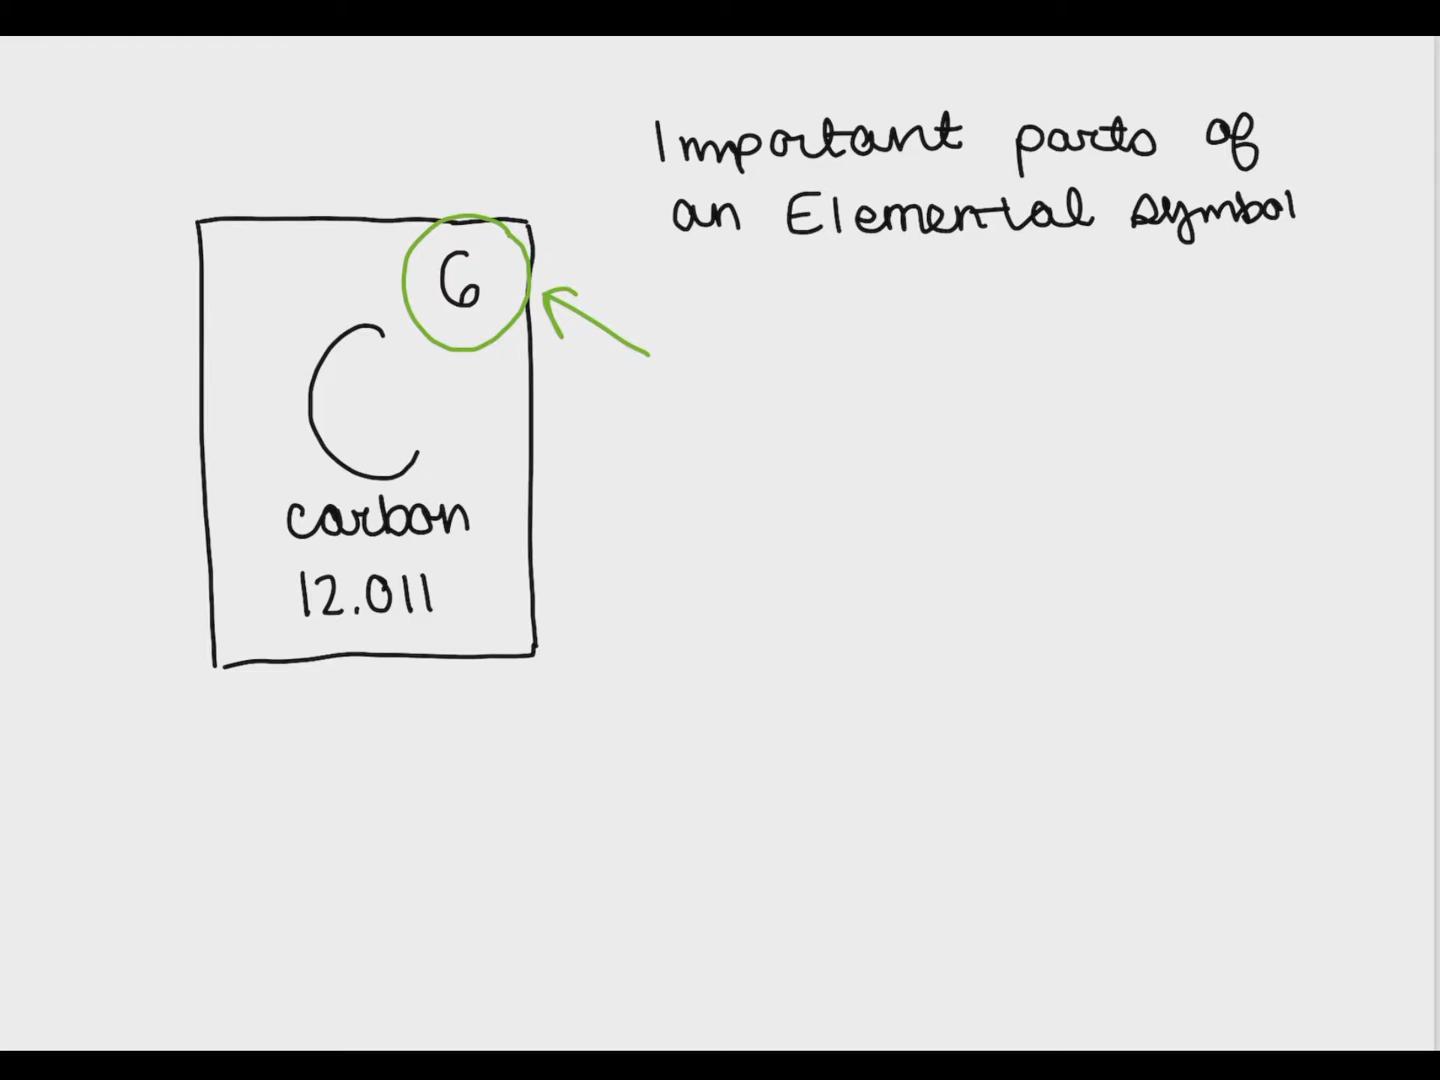 Important parts of
an Elemental symbol
6
C
carbon
12.011